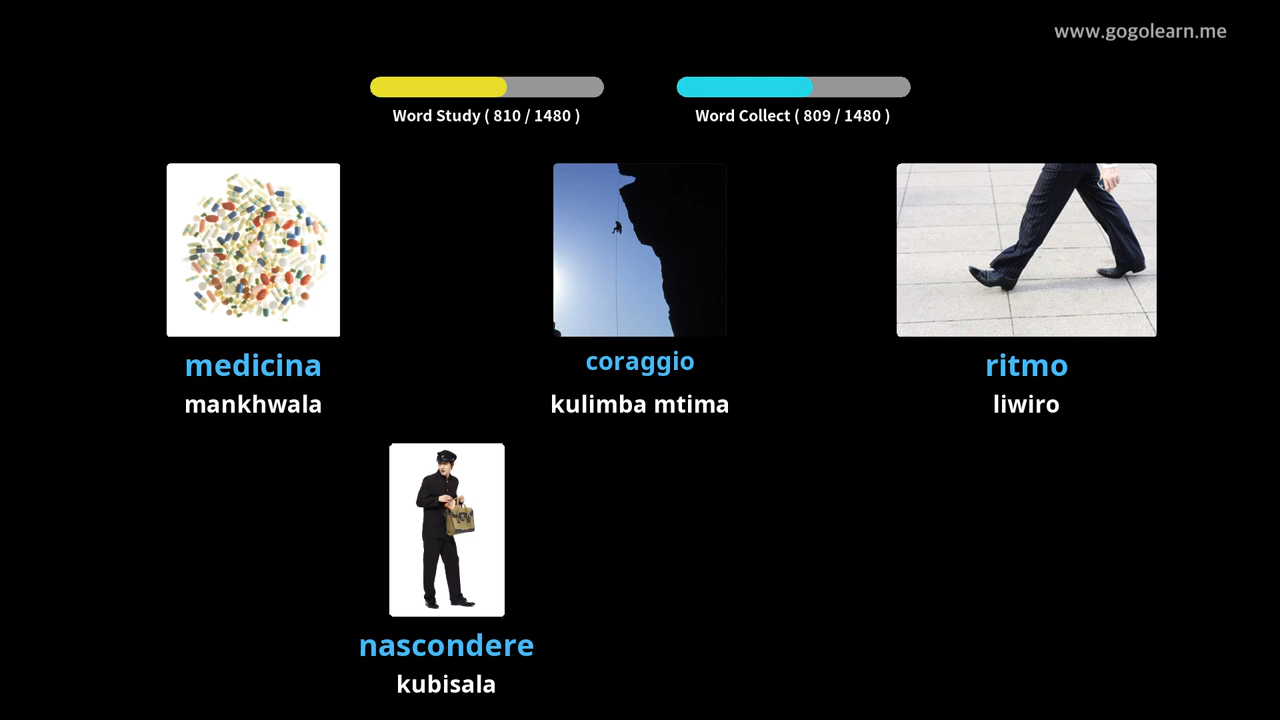 www.gogolearn.me
Word Study ( 810 / 1480 )
Word Collect ( 809 / 1480 )
medicina
mankhwala
coraggio
kulimba mtima
ritmo
liwiro
nascondere
kubisala